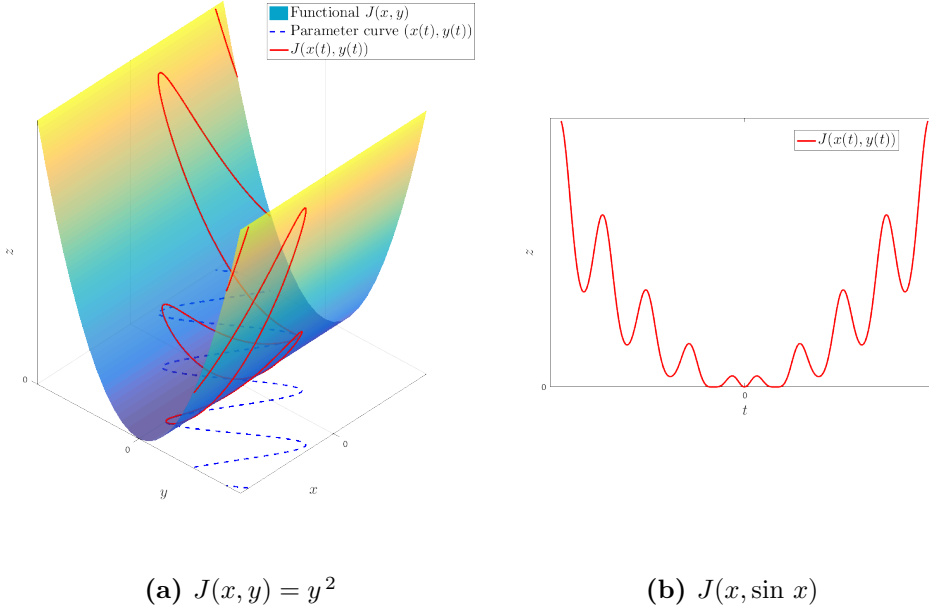 Functional J(x, y)
Parameter curve (x(t), y(t))
J(x(t), y(t))
z
0
0
0
y
x
J(x(t), y(t))
z
0
0
t
(a) J(x, y) = y²
(b) J(x, sin x)